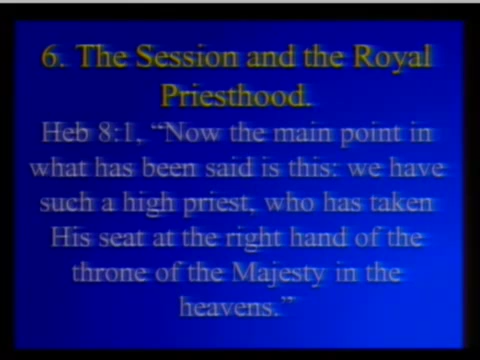 6. The Session and the Royal
Priesthood.
Heb 8:1, “Now the main point in
what has been said is this: we have
such a high priest, who has taken
His seat at the right hand of the
throne of the Majesty in the
heavens.”